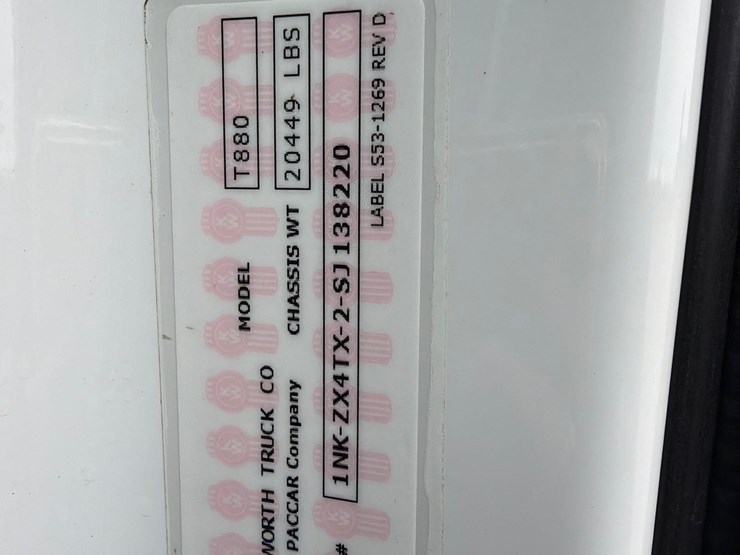 WORTH TRUCK CO MODEL T880
PACCAR Company CHASSIS WT 20449 LBS
# 1NK-ZX4TX-2-SJ138220
LABEL S53-1269 REV D